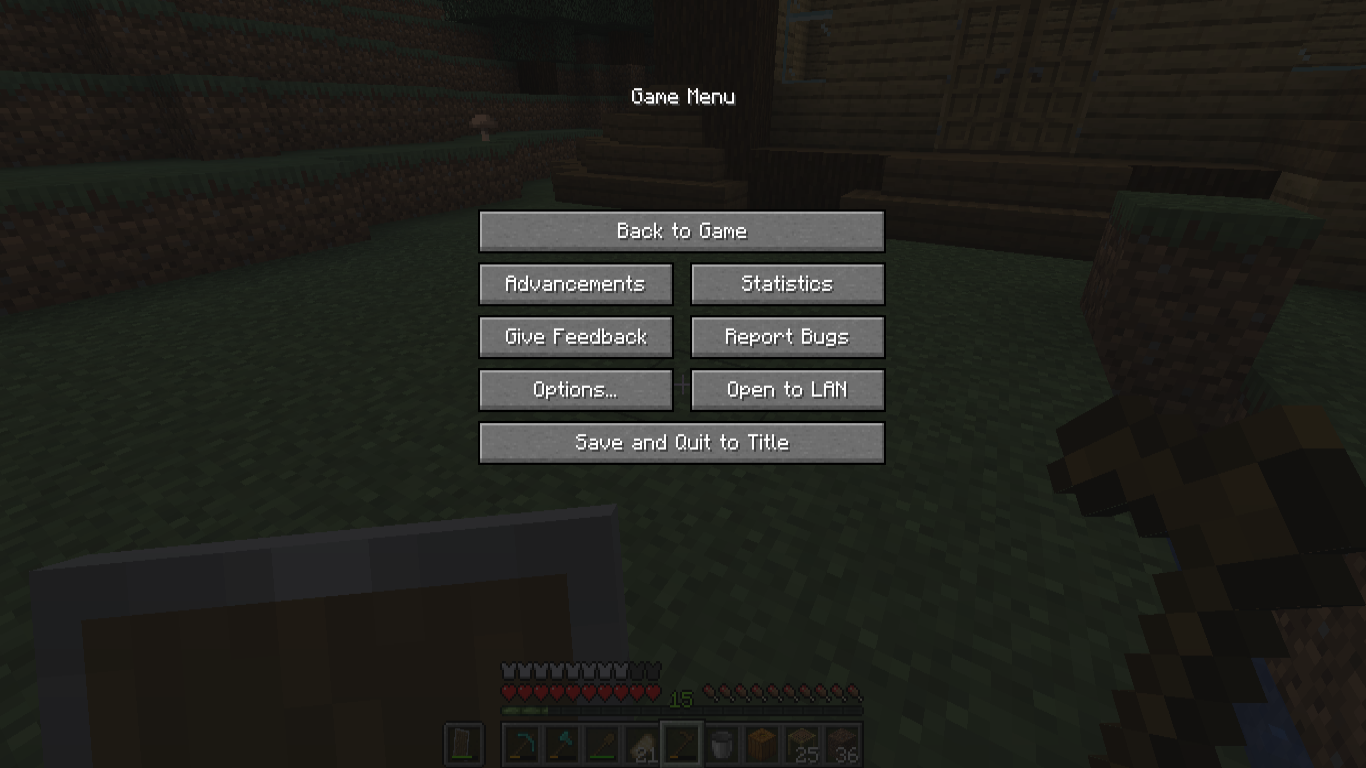 Game Menu
Back to Game
Advancements
Statistics
Give Feedback
Report Bugs
Options...
Open to LAN
Save and Quit to Title
15
21
25
36